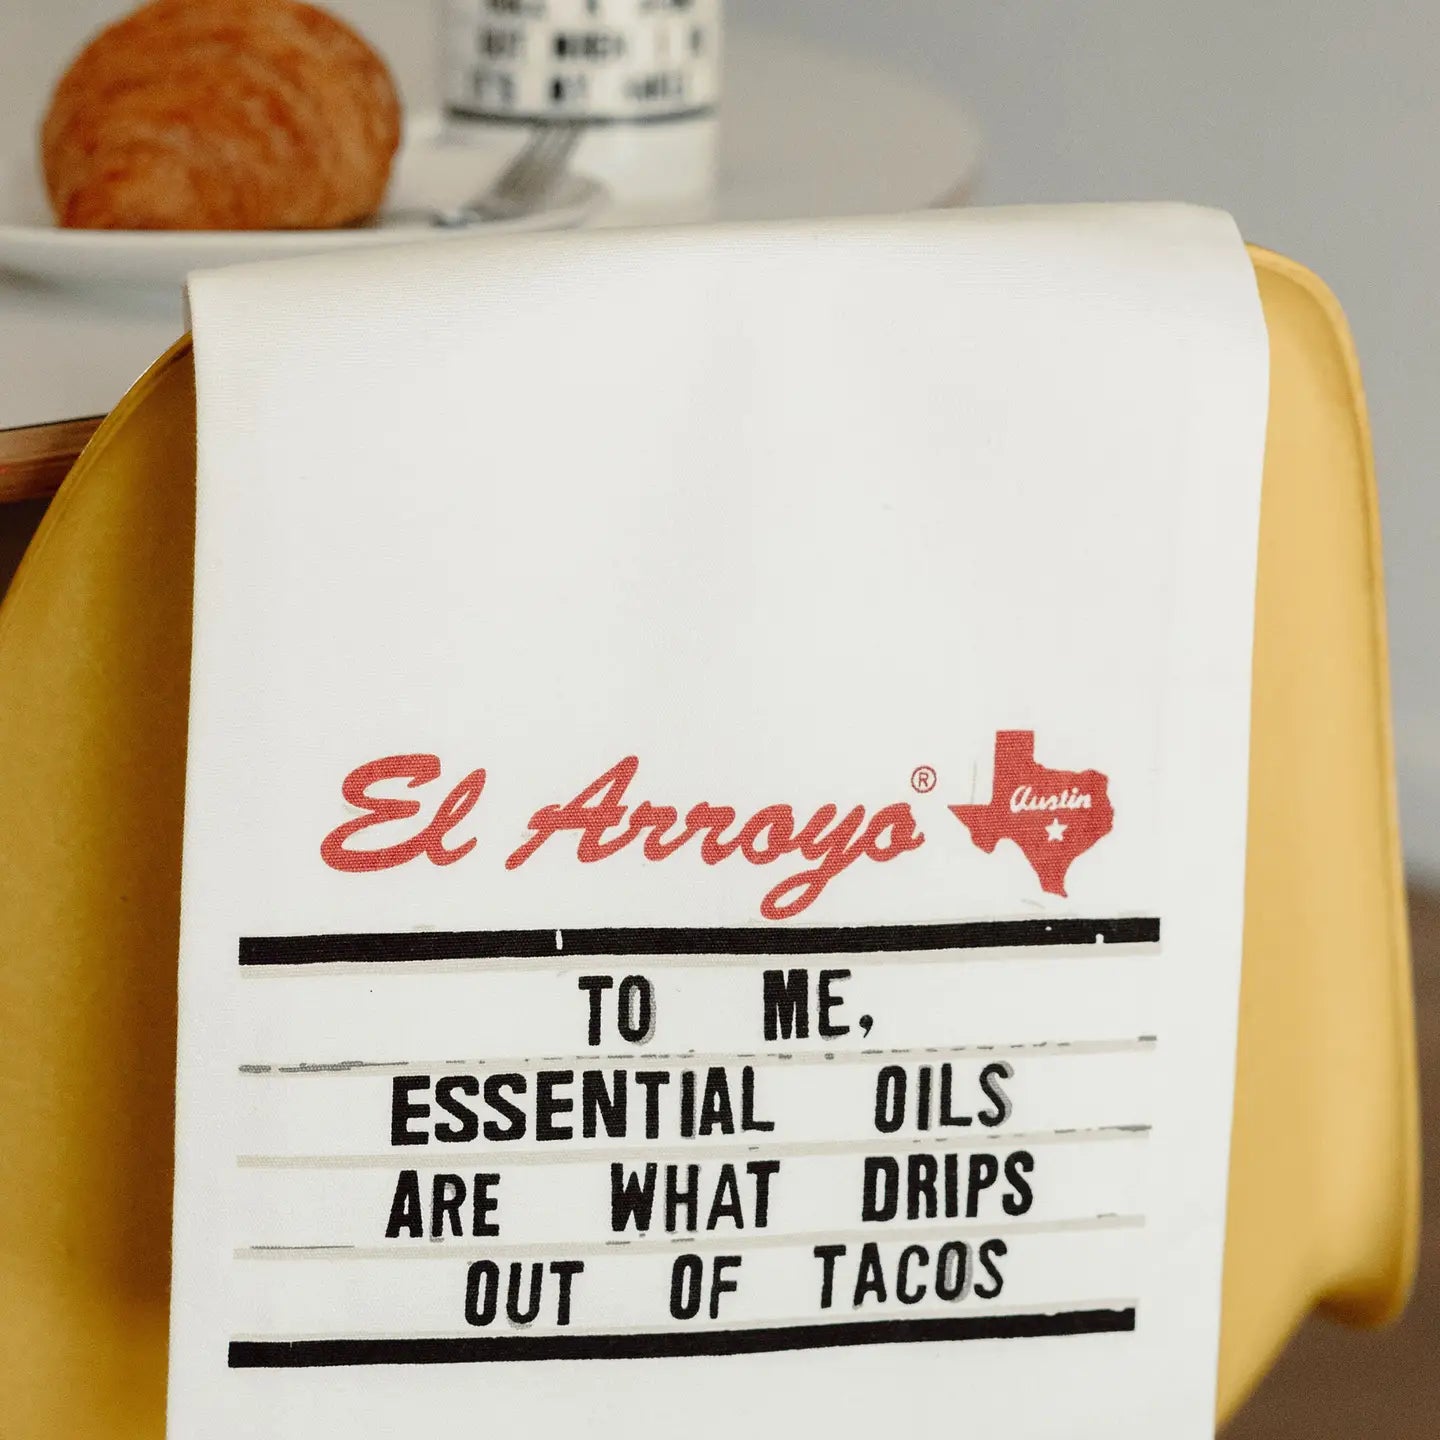 El Arroyo®
Austin
TO ME,
ESSENTIAL OILS
ARE WHAT DRIPS
OUT OF TACOS